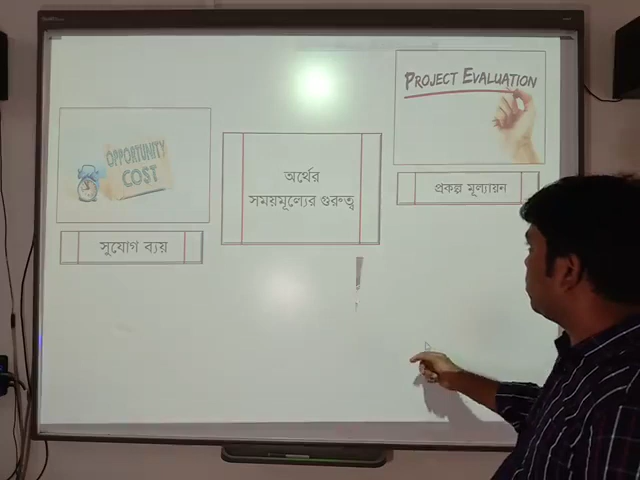 PROJECT EVALUATION
OPPORTUNITY
COST
অর্থের
সময়মূল্যের গুরুত্ব
প্রকল্প মূল্যায়ন
সুযোগ ব্যয়